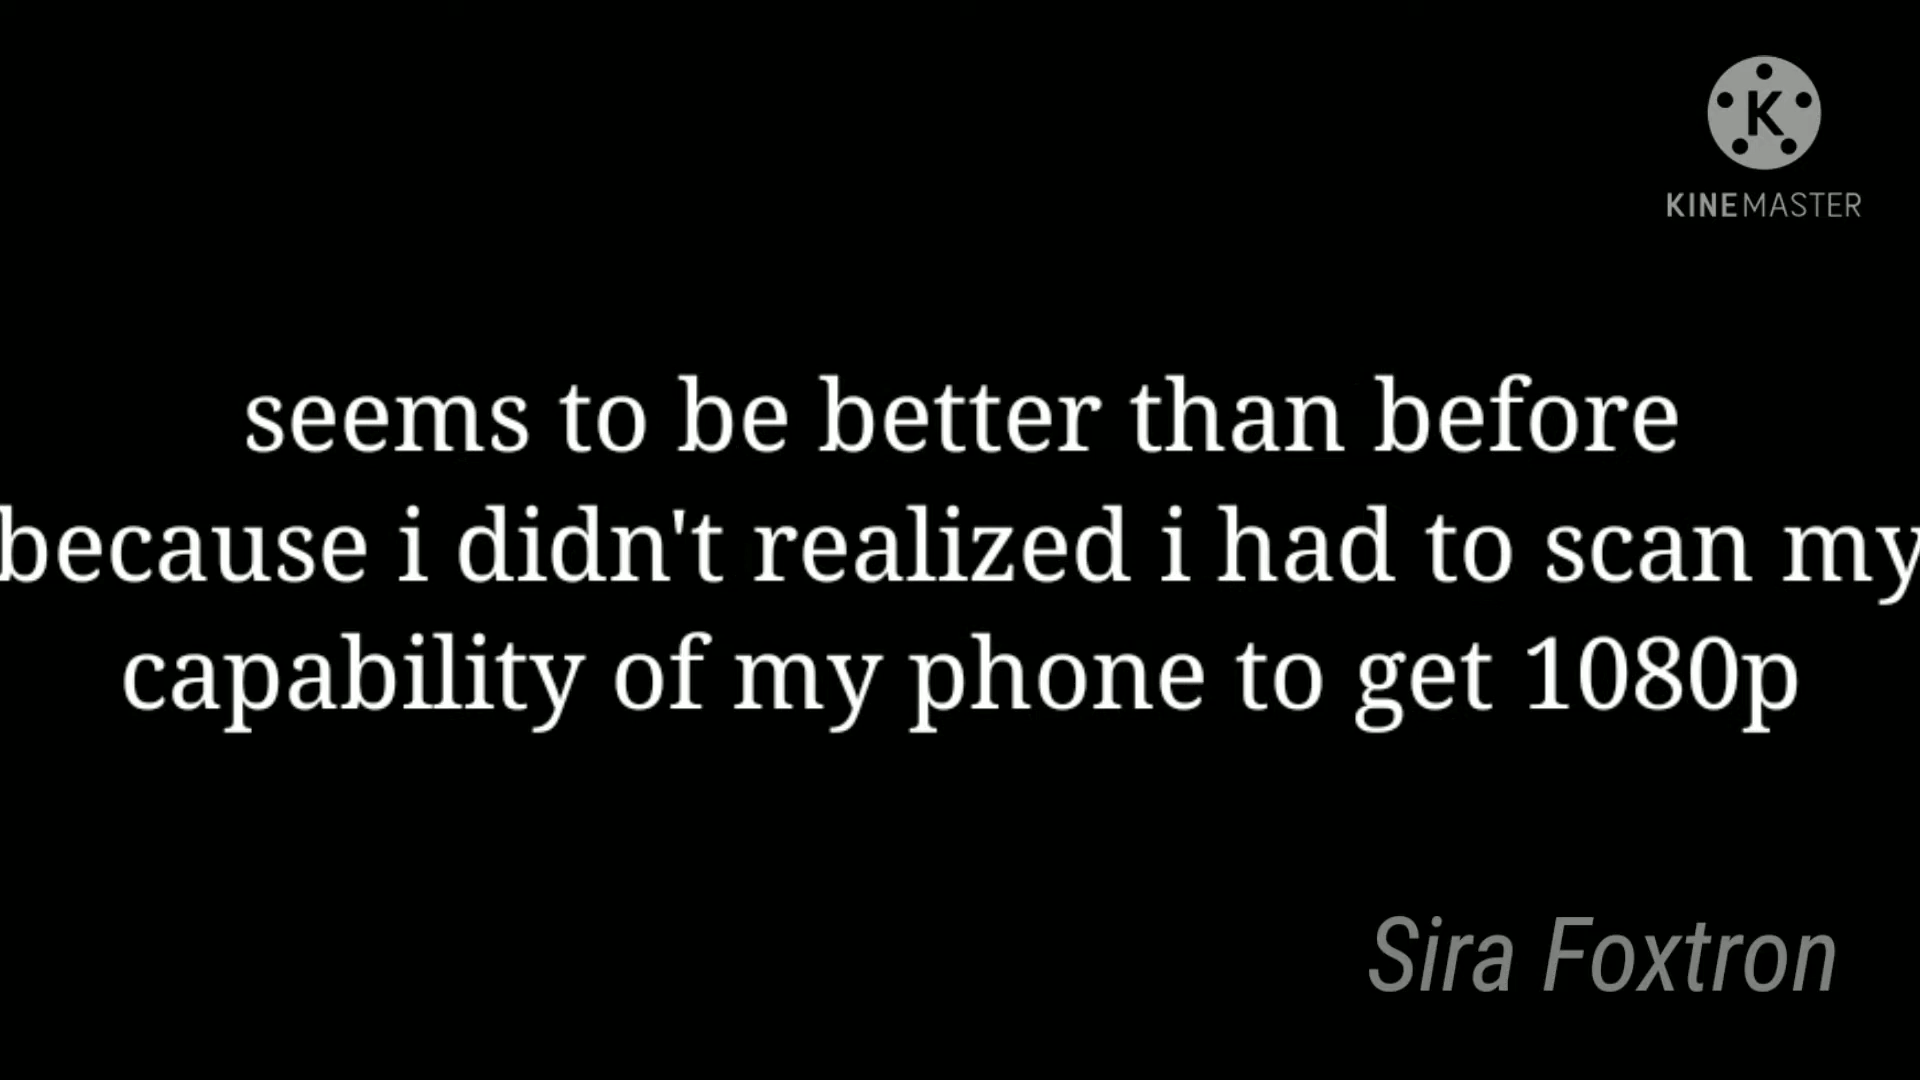 K
KINEMASTER
seems to be better than before
because i didn't realized i had to scan my
capability of my phone to get 1080p
Sira Foxtron